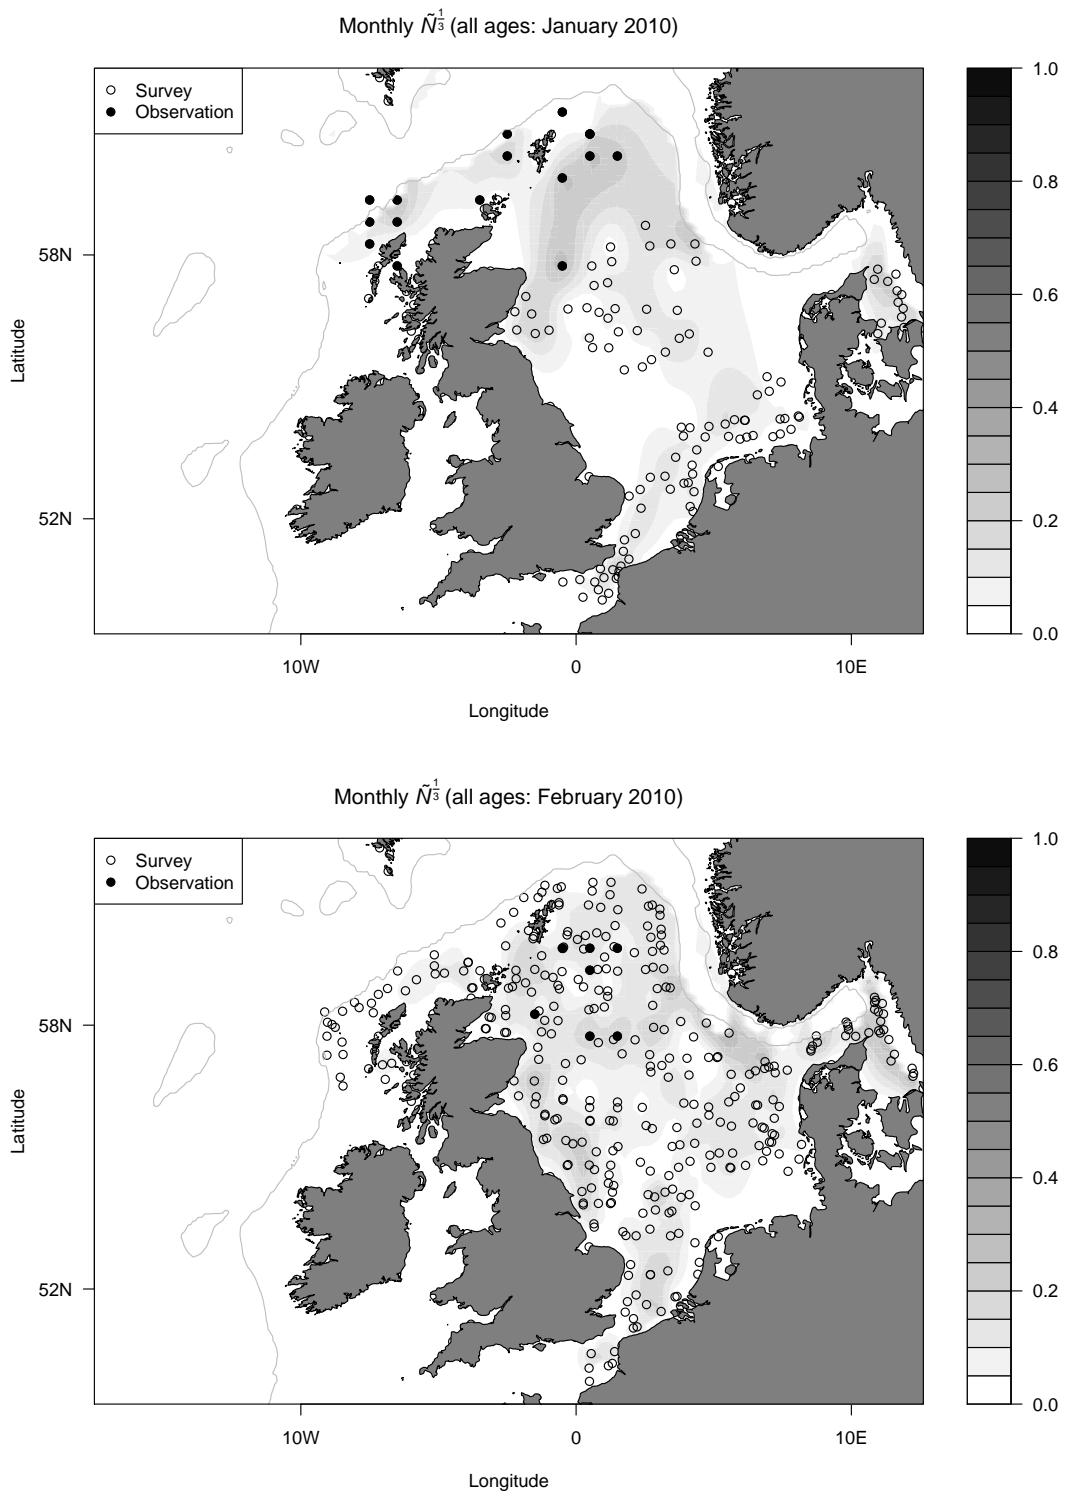 Monthly Ñ^1/3 (all ages: January 2010)
Survey
Observation
1.0
0.8
0.6
0.4
0.2
0.0
58N
52N
Latitude
10W 0 10E
Longitude
Monthly Ñ^1/3 (all ages: February 2010)
Survey
Observation
1.0
0.8
0.6
0.4
0.2
0.0
58N
52N
Latitude
10W 0 10E
Longitude